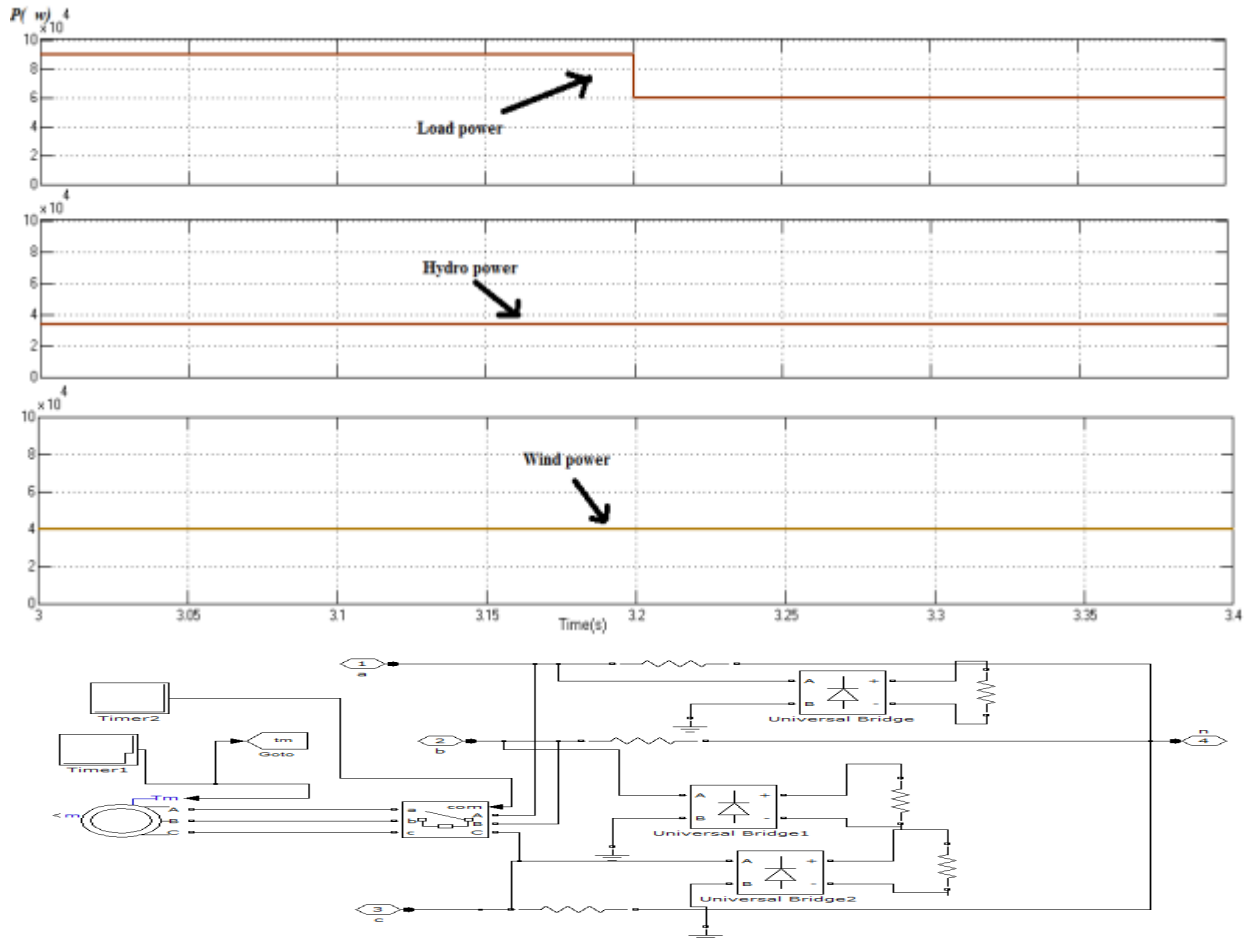 P( w) 4
×10
10
8
6
4
2
0
Load power
4
×10
10
8
6
4
2
0
Hydro power
4
×10
10
8
6
4
2
0
Wind power
3 3.05 3.1 3.15 3.2 3.25 3.3 3.35 3.4
Time(s)
1
a
Timer2
A +
B -
Universal Bridge
tm
Goto
2
b
n
4
Timer1
Tm
A
B
C
< m
a
b
c
com
A
B
C
A +
B -
Universal Bridge1
A +
B -
Universal Bridge2
3
c